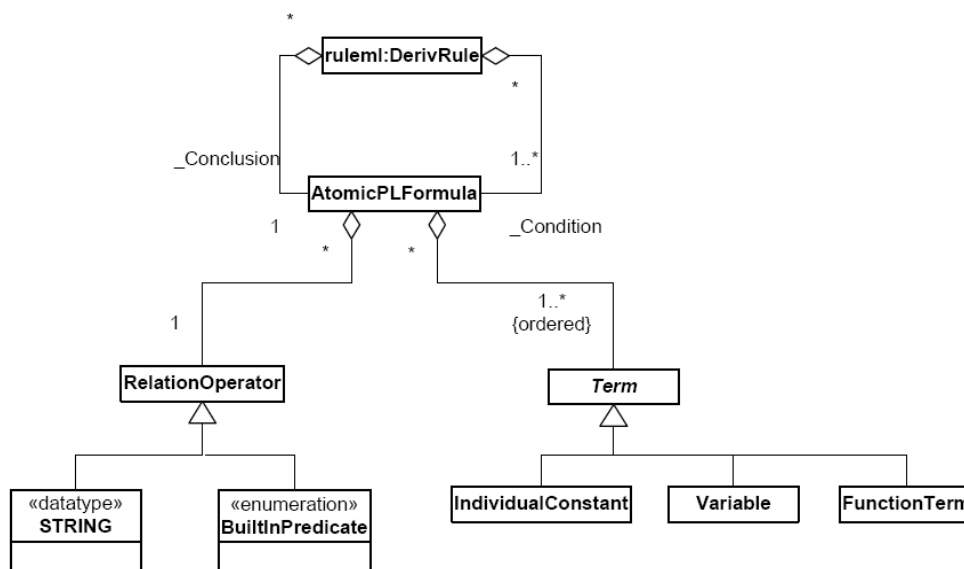 *
ruleml:DerivRule
*
_Conclusion
1..*
AtomicPLFormula
1
_Condition
*
*
1..*
{ordered}
1
RelationOperator
Term
«datatype»
STRING
«enumeration»
BuiltInPredicate
IndividualConstant
Variable
FunctionTerm